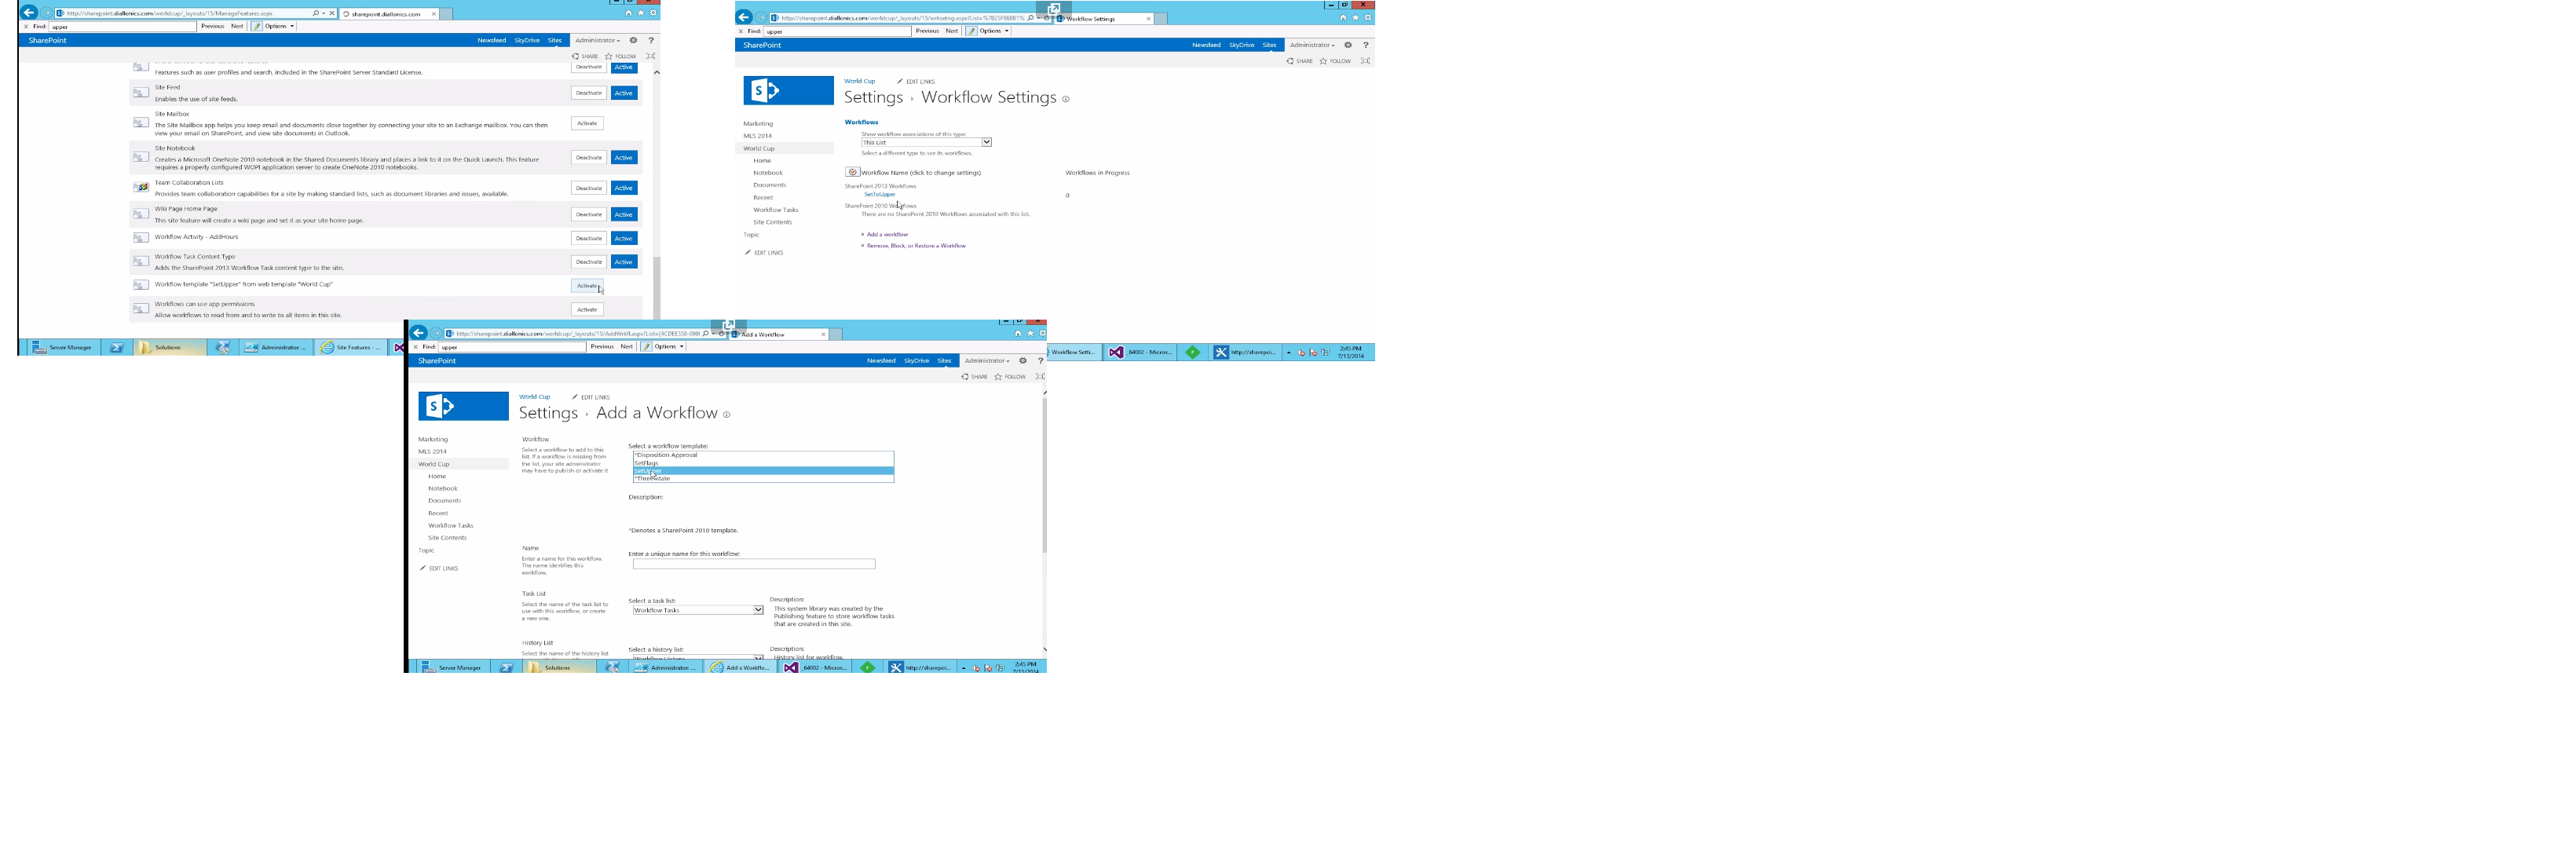 http://sharepoint.diallonics.com/worldcup/_layouts/15/ManageFeatures.aspx
sharepoint.diallonics.com
Find: upper Previous Next Options
SharePoint Newsfeed SkyDrive Sites Administrator ?
SHARE FOLLOW
Features such as user profiles and search, included in the SharePoint Server Standard License.
Deactivate Active
Site Feed
Enables the use of site feeds.
Deactivate Active
Site Mailbox
The Site Mailbox app helps you keep email and documents close together by connecting your site to an Exchange mailbox. You can then
view your email on SharePoint, and view site documents in Outlook.
Activate
Site Notebook
Creates a Microsoft OneNote 2010 notebook in the Shared Documents library and places a link to it on the Quick Launch. This feature
requires a properly configured WOPI application server to create OneNote 2010 notebooks.
Deactivate Active
Team Collaboration Lists
Provides team collaboration capabilities for a site by making standard lists, such as document libraries and issues, available.
Deactivate Active
Wiki Page Home Page
This site feature will create a wiki page and set it as your site home page.
Deactivate Active
Workflow Activity - AddHours
Deactivate Active
Workflow Task Content Type
Adds the SharePoint 2013 Workflow Task content type to the site.
Deactivate Active
Workflow template "SetUpper" from web template "World Cup"
Activate
Workflows can use app permissions
Allow workflows to read from and to write to all items in this site.
Activate
Server Manager Solutions Administrator: ... Site Features - ...
Workflow Settings
Find: upper Previous Next Options
SharePoint Newsfeed SkyDrive Sites Administrator ?
SHARE FOLLOW
World Cup EDIT LINKS
Settings › Workflow Settings
Marketing
MLS 2014
World Cup
Home
Notebook
Documents
Recent
Workflow Tasks
Site Contents
Topic
EDIT LINKS
Workflows
Show workflow associations of this type:
This List
Select a different type to see its workflows.
Workflow Name (click to change settings) Workflows in Progress
SharePoint 2013 Workflows
SetToUpper 0
SharePoint 2010 Workflows
There are no SharePoint 2010 Workflows associated with this list.
Add a workflow
Remove, Block, or Restore a Workflow
Workflow Setti... 64002 - Micros... http://sharepoi... 2:45 PM
7/13/2014
Add a Workflow
Find: upper Previous Next Options
SharePoint Newsfeed SkyDrive Sites Administrator ?
SHARE FOLLOW
World Cup EDIT LINKS
Settings › Add a Workflow
Marketing
MLS 2014
World Cup
Home
Notebook
Documents
Recent
Workflow Tasks
Site Contents
Topic
EDIT LINKS
Workflow
Select a workflow to add to this
list. If a workflow is missing from
the list, your site administrator
may have to publish or activate it
Select a workflow template:
*Disposition Approval
SetFlags
SetUpper
*Three-state
Description:
*Denotes a SharePoint 2010 template.
Name
Enter a name for this workflow.
The name identifies this
workflow.
Enter a unique name for this workflow:
Task List
Select the name of the task list to
use with this workflow, or create
a new one.
Select a task list:
Workflow Tasks
Description:
This system library was created by the
Publishing feature to store workflow tasks
that are created in this site.
History List
Select the name of the history list
Select a history list:
Workflow History
Description:
History list for workflow.
Server Manager Solutions Administrator: ... Add a Workflo... 64002 - Micros... http://sharepoi... 2:45 PM
7/13/2014